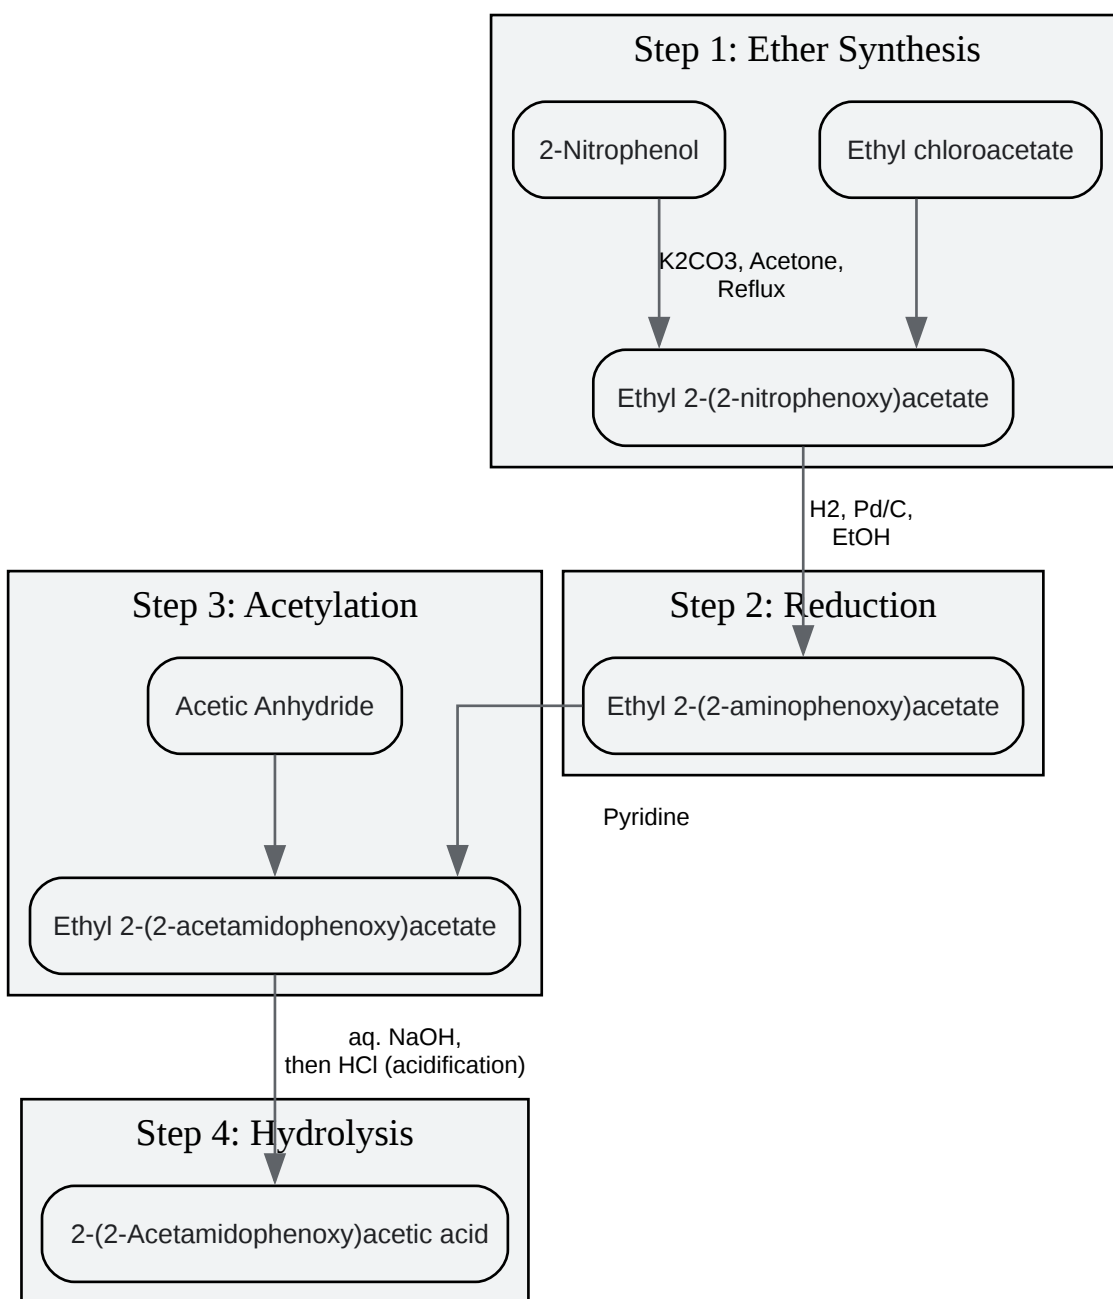 Step 1: Ether Synthesis
2-Nitrophenol
Ethyl chloroacetate
K2CO3, Acetone,
Reflux
Ethyl 2-(2-nitrophenoxy)acetate
H2, Pd/C,
EtOH
Step 3: Acetylation
Step 2: Reduction
Acetic Anhydride
Ethyl 2-(2-aminophenoxy)acetate
Pyridine
Ethyl 2-(2-acetamidophenoxy)acetate
aq. NaOH,
then HCl (acidification)
Step 4: Hydrolysis
2-(2-Acetamidophenoxy)acetic acid